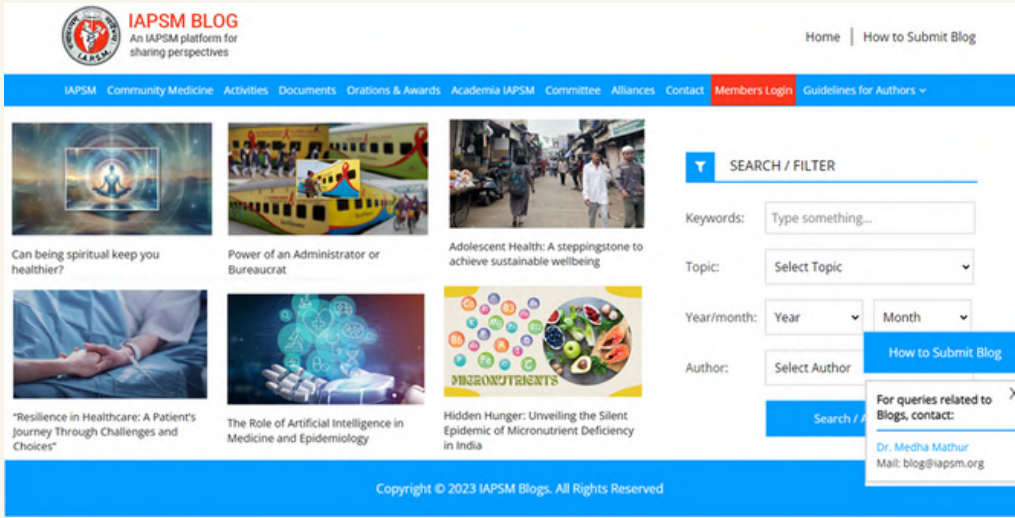 IAPSM BLOG
An IAPSM platform for
sharing perspectives
Home | How to Submit Blog
IAPSM Community Medicine Activities Documents Orations & Awards Academia IAPSM Committee Alliances Contact Members Login Guidelines for Authors
Can being spiritual keep you
healthier?
Power of an Administrator or
Bureaucrat
Adolescent Health: A steppingstone to
achieve sustainable wellbeing
MICRONUTRIENTS
"Resilience in Healthcare: A Patient's
Journey Through Challenges and
Choices"
The Role of Artificial Intelligence in
Medicine and Epidemiology
Hidden Hunger: Unveiling the Silent
Epidemic of Micronutrient Deficiency
in India
SEARCH / FILTER
Keywords: Type something...
Topic: Select Topic
Year/month: Year Month
Author: Select Author
Search /
How to Submit Blog
X
For queries related to
Blogs, contact:
Dr. Medha Mathur
Mail: blog@iapsm.org
Copyright © 2023 IAPSM Blogs. All Rights Reserved